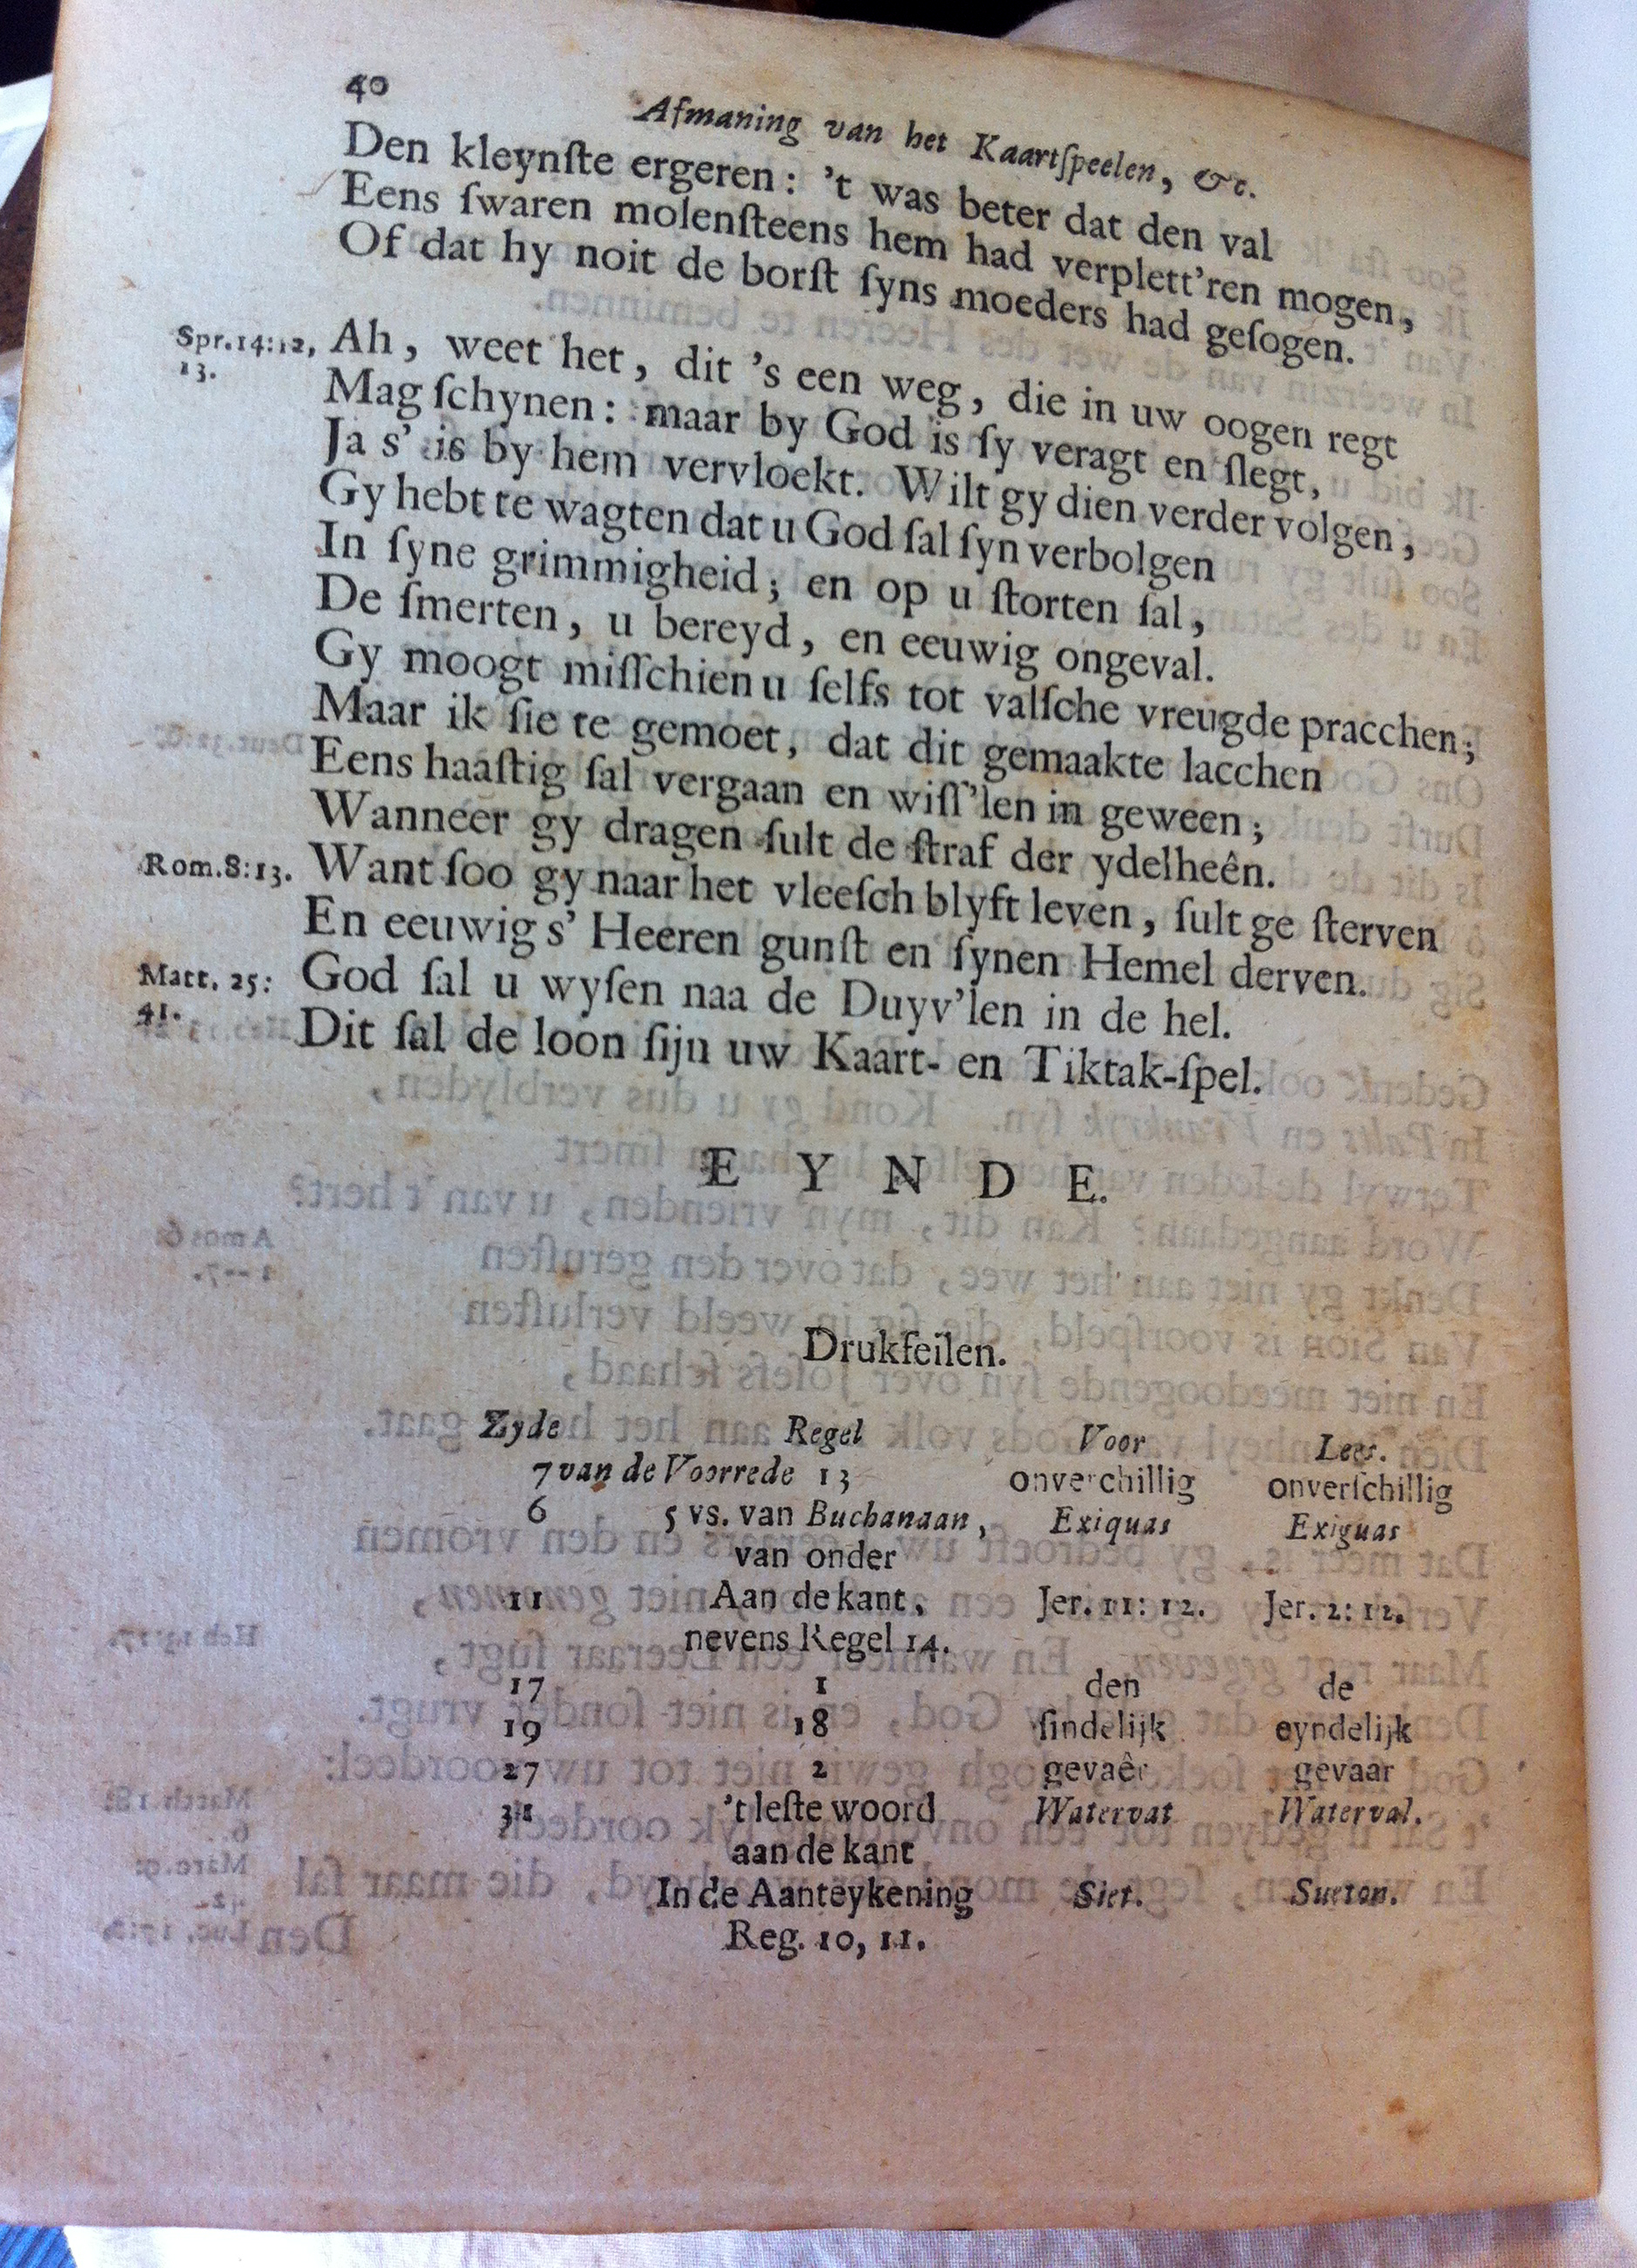 40
Afmaning van het Kaartſpeelen, &c.
Den kleynſte ergeren: 't was beter dat den val
Eens ſwaren molenſteens hem had verplett'ren mogen,
Of dat hy noit de borſt ſyns moeders had geſogen.
Spr. 14:12, Ah, weet het, dit 's een weg, die in uw oogen regt
13.
Mag ſchynen: maar by God is ſy veragt en ſlegt,
Ja s' is by hem vervloekt. Wilt gy dien verder volgen,
Gy hebt te wagten dat u God ſal ſyn verbolgen
In ſyne grimmigheid; en op u ſtorten ſal,
De ſmerten, u bereyd, en eeuwig ongeval.
Gy moogt miſſchien u ſelfs tot valſche vreugde pracchen;
Maar ik ſie te gemoet, dat dit gemaakte lacchen
Eens haaſtig ſal vergaan en wiſſ'len in geween;
Wanneer gy dragen ſult de ſtraf der ydelheên.
Rom. 8:13. Want ſoo gy naar het vleeſch blyft leven, ſult ge ſterven
En eeuwig s' Heeren gunſt en ſynen Hemel derven.
Matt. 25: God ſal u wyſen naa de Duyv'len in de hel.
41.
Dit ſal de loon ſijn uw Kaart- en Tiktak-ſpel.
E Y N D E.
Drukfeilen.
Zyde Regel Voor Lees.
7 van de Voorrede 13 onverchillig onverſchillig
6 5 vs. van Buchanaan, Exiquas Exiguas
van onder
11 Aan de kant, Jer. 11: 12. Jer. 2: 12.
nevens Regel 14.
17 1 den de
19 18 ſindelijk eyndelijk
27 2 gevaêr gevaar
31 't leſte woord Watervat Waterval.
aan de kant
In de Aanteykening Siet. Sueton.
Reg. 10, 11.